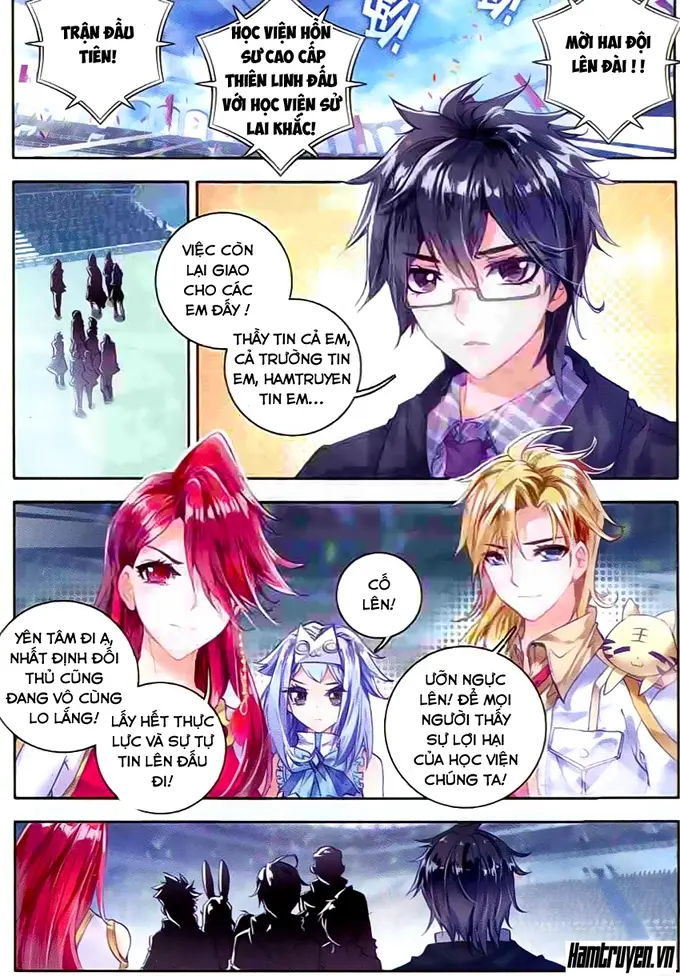 TRẬN ĐẦU
TIÊN!
HỌC VIỆN HỒN
SƯ CAO CẤP
THIÊN LINH ĐẤU
VỚI HỌC VIỆN SỬ
LAI KHẮC!
MỜI HAI ĐỘI
LÊN ĐÀI !!
VIỆC CÒN
LẠI GIAO
CHO CÁC
EM ĐẤY !
THẦY TIN CẢ EM,
CẢ TRƯỜNG TIN
EM, HAMTRUYEN
TIN EM...
CỐ
LÊN!
YÊN TÂM ĐI Ạ,
NHẤT ĐỊNH ĐỐI
THỦ CŨNG
ĐANG VÔ CÙNG
LO LẮNG!
LẤY HẾT THỰC
LỰC VÀ SỰ TỰ
TIN LÊN ĐẤU
ĐI!
ƯỠN NGỰC
LÊN! ĐỂ MỌI
NGƯỜI THẤY
SỰ LỢI HẠI
CỦA HỌC VIỆN
CHÚNG TA!
王
Hamtruyen.vn